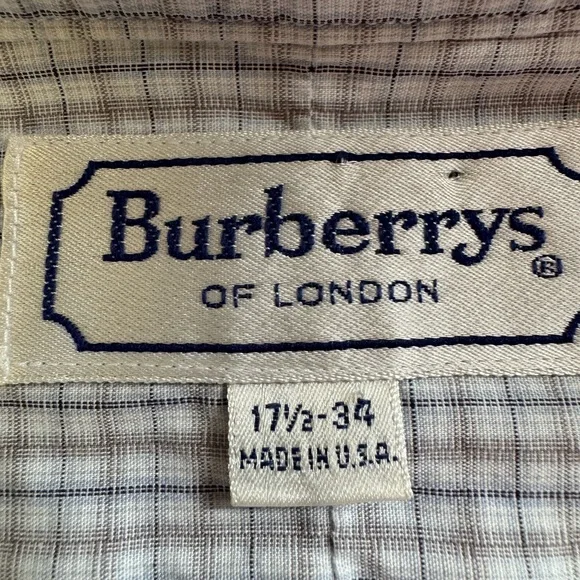 Burberrys®
OF LONDON
17½-34
MADE IN U.S.A.